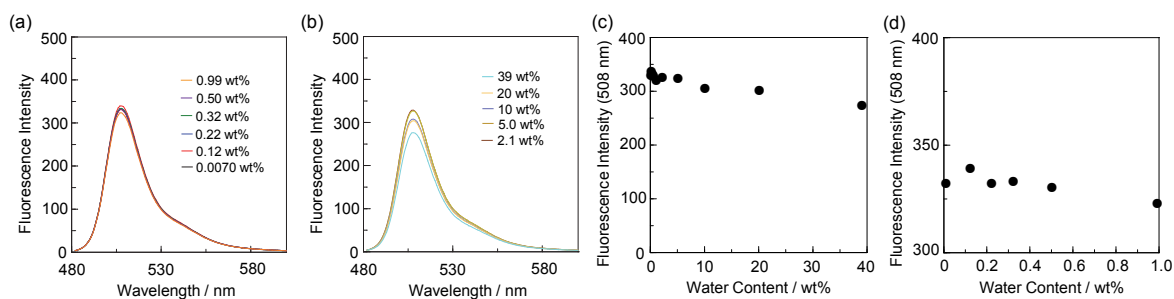 (a)
Fluorescence Intensity
500
400
300
200
100
0
480
530
580
Wavelength / nm
0.99 wt%
0.50 wt%
0.32 wt%
0.22 wt%
0.12 wt%
0.0070 wt%
(b)
Fluorescence Intensity
500
400
300
200
100
0
480
530
580
Wavelength / nm
39 wt%
20 wt%
10 wt%
5.0 wt%
2.1 wt%
(c)
Fluorescence Intensity (508 nm)
400
300
200
100
0
0
10
20
30
40
Water Content / wt%
(d)
Fluorescence Intensity (508 nm)
400
350
300
0
0.2
0.4
0.6
0.8
1.0
Water Content / wt%